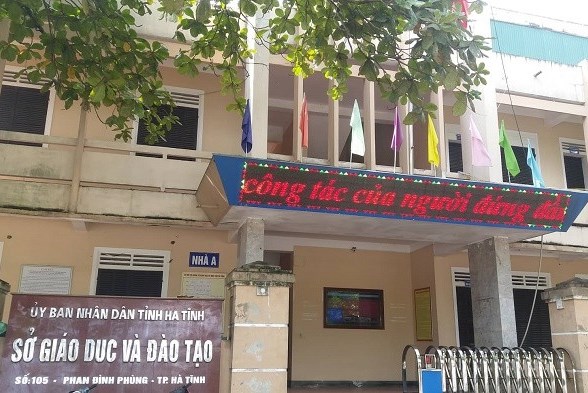 công tác của người đứng đầu
NHÀ A
ỦY BAN NHÂN DÂN TỈNH HÀ TĨNH
SỞ GIÁO DỤC VÀ ĐÀO TẠO
SỐ: 105 - PHAN ĐÌNH PHÙNG - TP. HÀ TĨNH